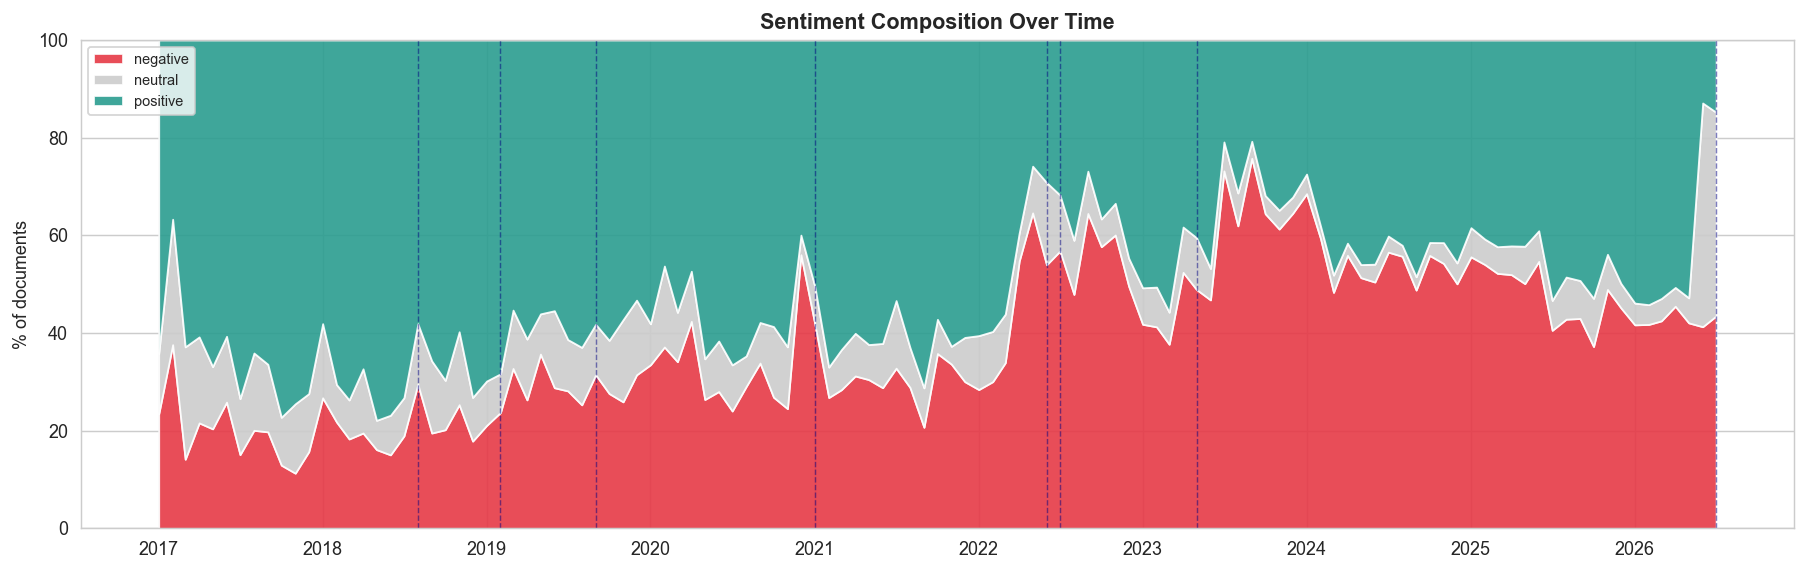 Sentiment Composition Over Time
negative
neutral
positive
% of documents
100
80
60
40
20
0
2017 2018 2019 2020 2021 2022 2023 2024 2025 2026